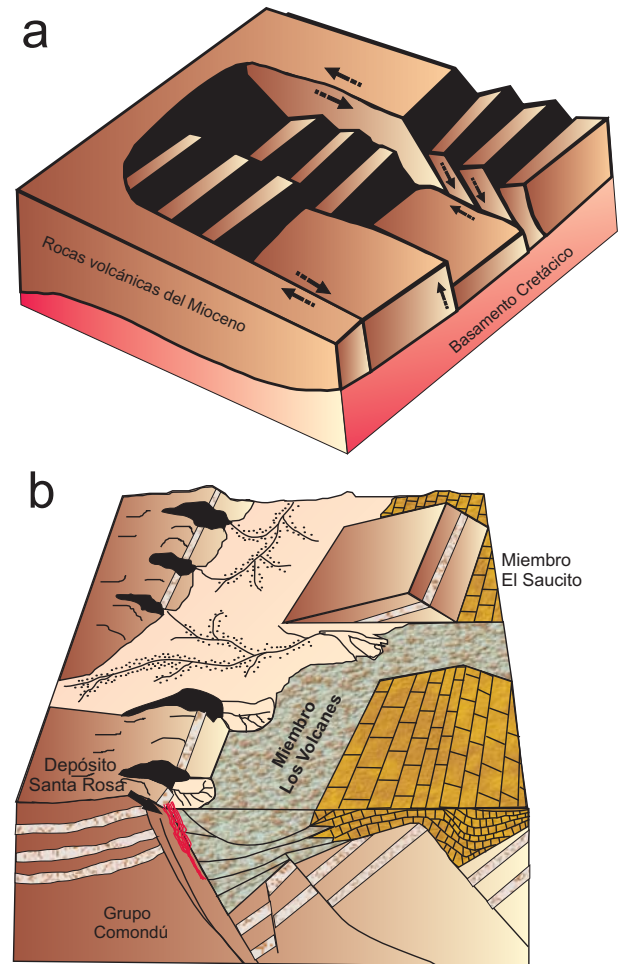 a
Rocas volcánicas del Mioceno
Basamento Cretácico
b
Miembro
El Saucito
Miembro
Los Volcanes
Depósito
Santa Rosa
Grupo
Comondú